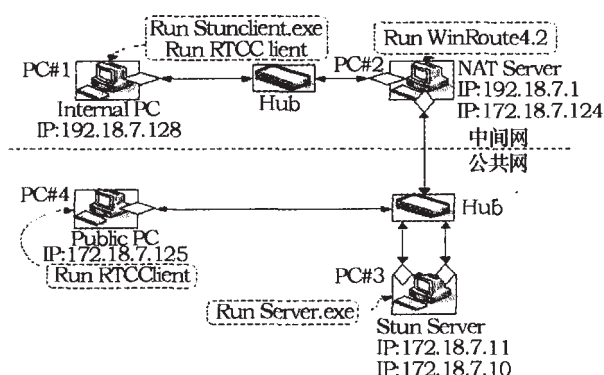 Run Stunclient.exe
Run RTCC lient
Run WinRoute4.2
PC#1
PC#2
NAT Server
IP:192.18.7.1
IP:172.18.7.124
Internal PC
IP:192.18.7.128
Hub
中间网
公共网
PC#4
Hub
Public PC
IP:172.18.7.125
Run RTCClient
PC#3
Run Server.exe
Stun Server
IP:172.18.7.11
IP:172.18.7.10